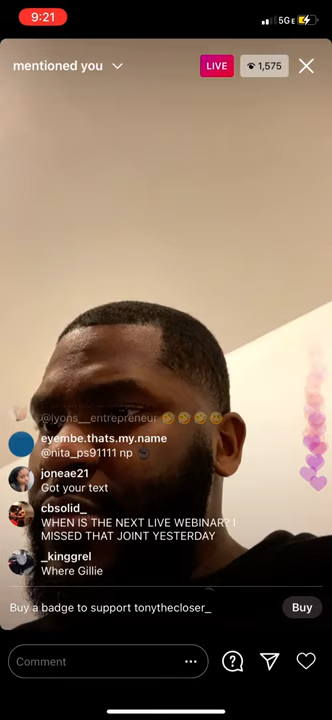 9:21
5GE
mentioned you
LIVE
1,575
@lyons__entrepreneur 🤣🤣🤣😁
eyembe.thats.my.name
@nita_ps91111 np
joneae21
Got your text
cbsolid_
WHEN IS THE NEXT LIVE WEBINAR? I
MISSED THAT JOINT YESTERDAY
_kinggrel
Where Gillie
Buy a badge to support tonythecloser_
Buy
Comment